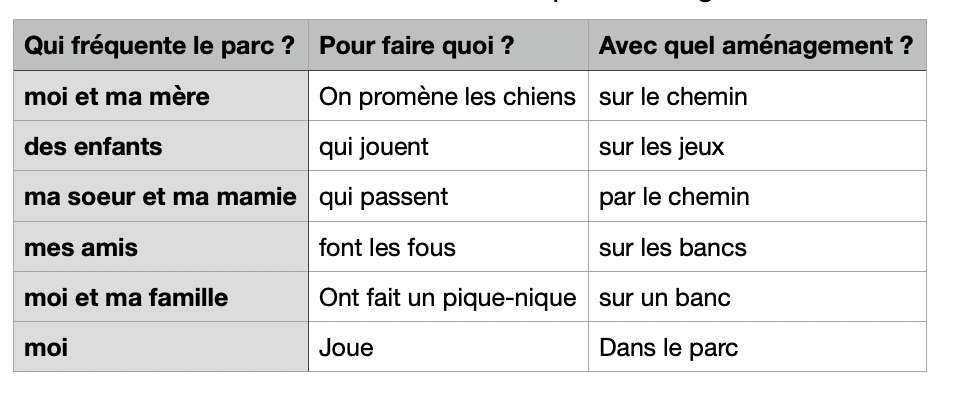 Qui fréquente le parc ? Pour faire quoi ? Avec quel aménagement ?
moi et ma mère On promène les chiens sur le chemin
des enfants qui jouent sur les jeux
ma soeur et ma mamie qui passent par le chemin
mes amis font les fous sur les bancs
moi et ma famille Ont fait un pique-nique sur un banc
moi Joue Dans le parc